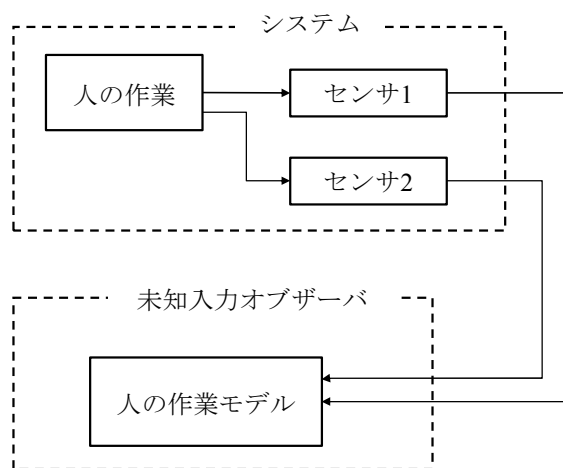 システム
人の作業
センサ1
センサ2
未知入力オブザーバ
人の作業モデル